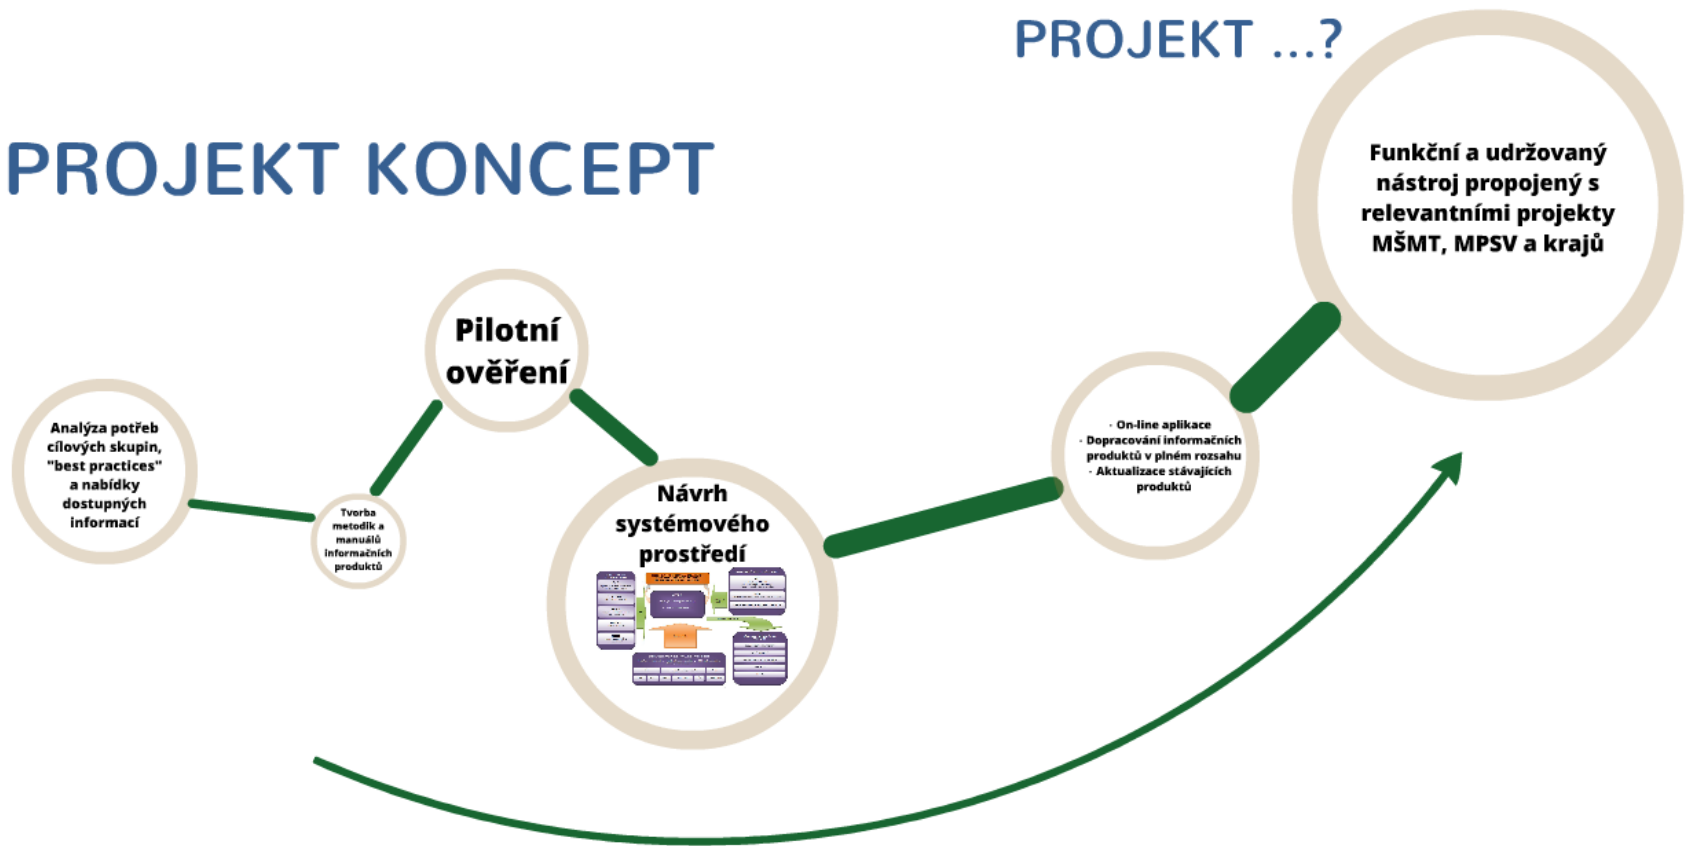 PROJEKT ...?
PROJEKT KONCEPT
Analýza potřeb
cílových skupin,
"best practices"
a nabídky
dostupných
informací
Tvorba
metodik a
manuálů
informačních
produktů
Pilotní
ověření
Návrh
systémového
prostředí
- On-line aplikace
- Dopracování informačních
produktů v plném rozsahu
- Aktualizace stávajících
produktů
Funkční a udržovaný
nástroj propojený s
relevantními projekty
MŠMT, MPSV a krajů